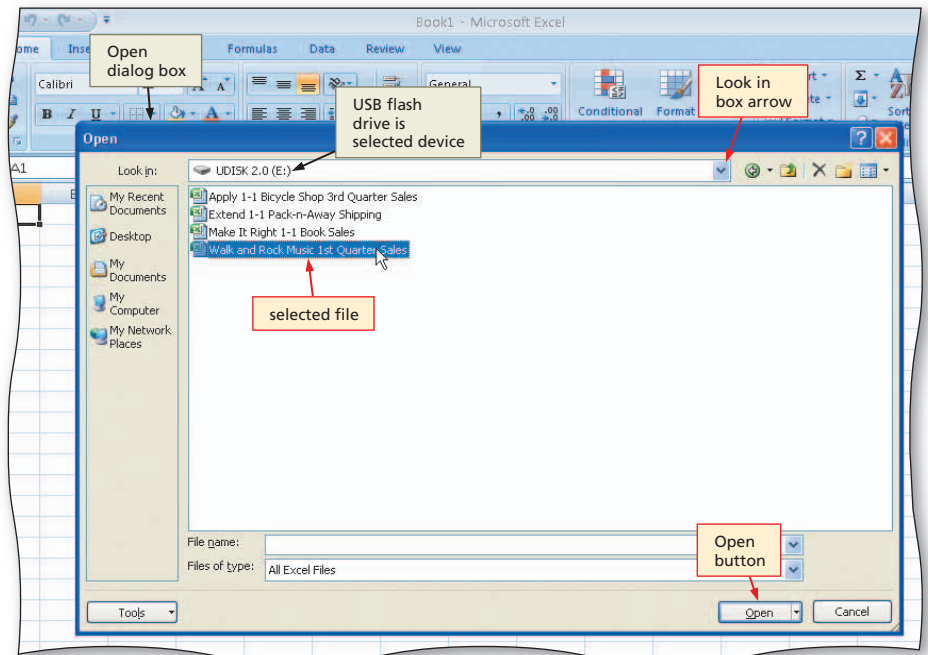 Book1 - Microsoft Excel
ome Inse Formulas Data Review View
Open
dialog box
Calibri
General
Conditional Format
Sort
B I U
USB flash
drive is
selected device
Look in
box arrow
Open
A1
Look in:
UDISK 2.0 (E:)
My Recent
Documents
Desktop
My
Documents
My
Computer
My Network
Places
Apply 1-1 Bicycle Shop 3rd Quarter Sales
Extend 1-1 Pack-n-Away Shipping
Make It Right 1-1 Book Sales
Walk and Rock Music 1st Quarter Sales
selected file
File name:
Files of type:
All Excel Files
Open
button
Tools
Open
Cancel